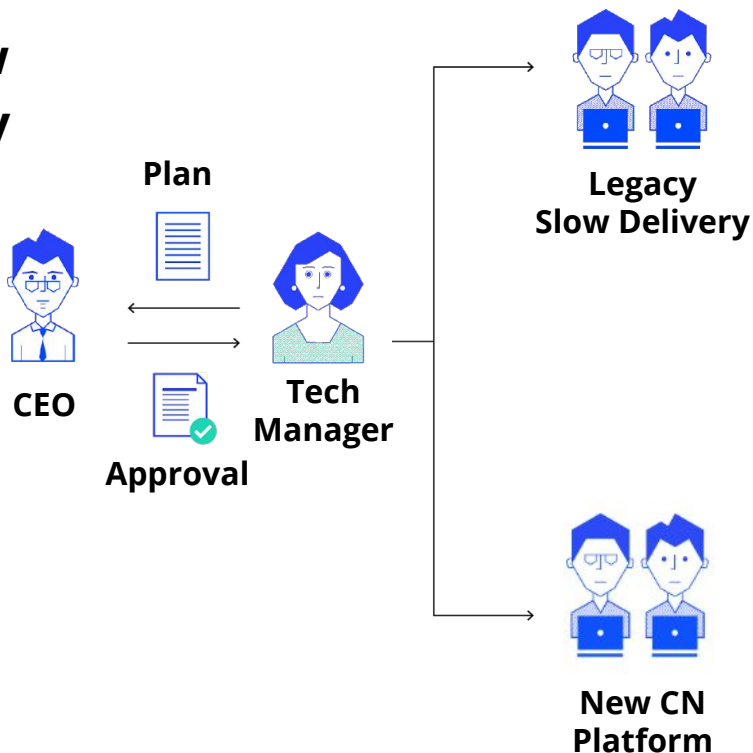 Plan
CEO
Approval
Tech
Manager
Legacy
Slow Delivery
New CN
Platform